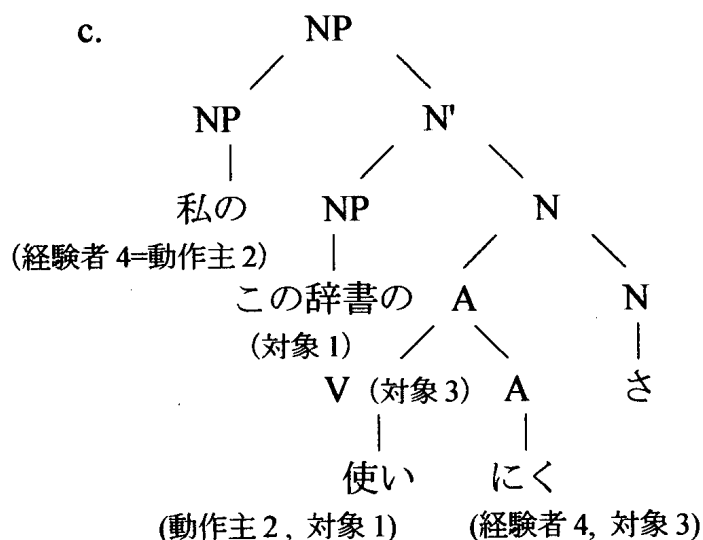 c. NP
NP N'
私の NP N
(経験者 4=動作主 2)
この辞書の A N
(対象 1)
V (対象 3) A さ
使い にく
(動作主 2 , 対象 1) (経験者 4, 対象 3)